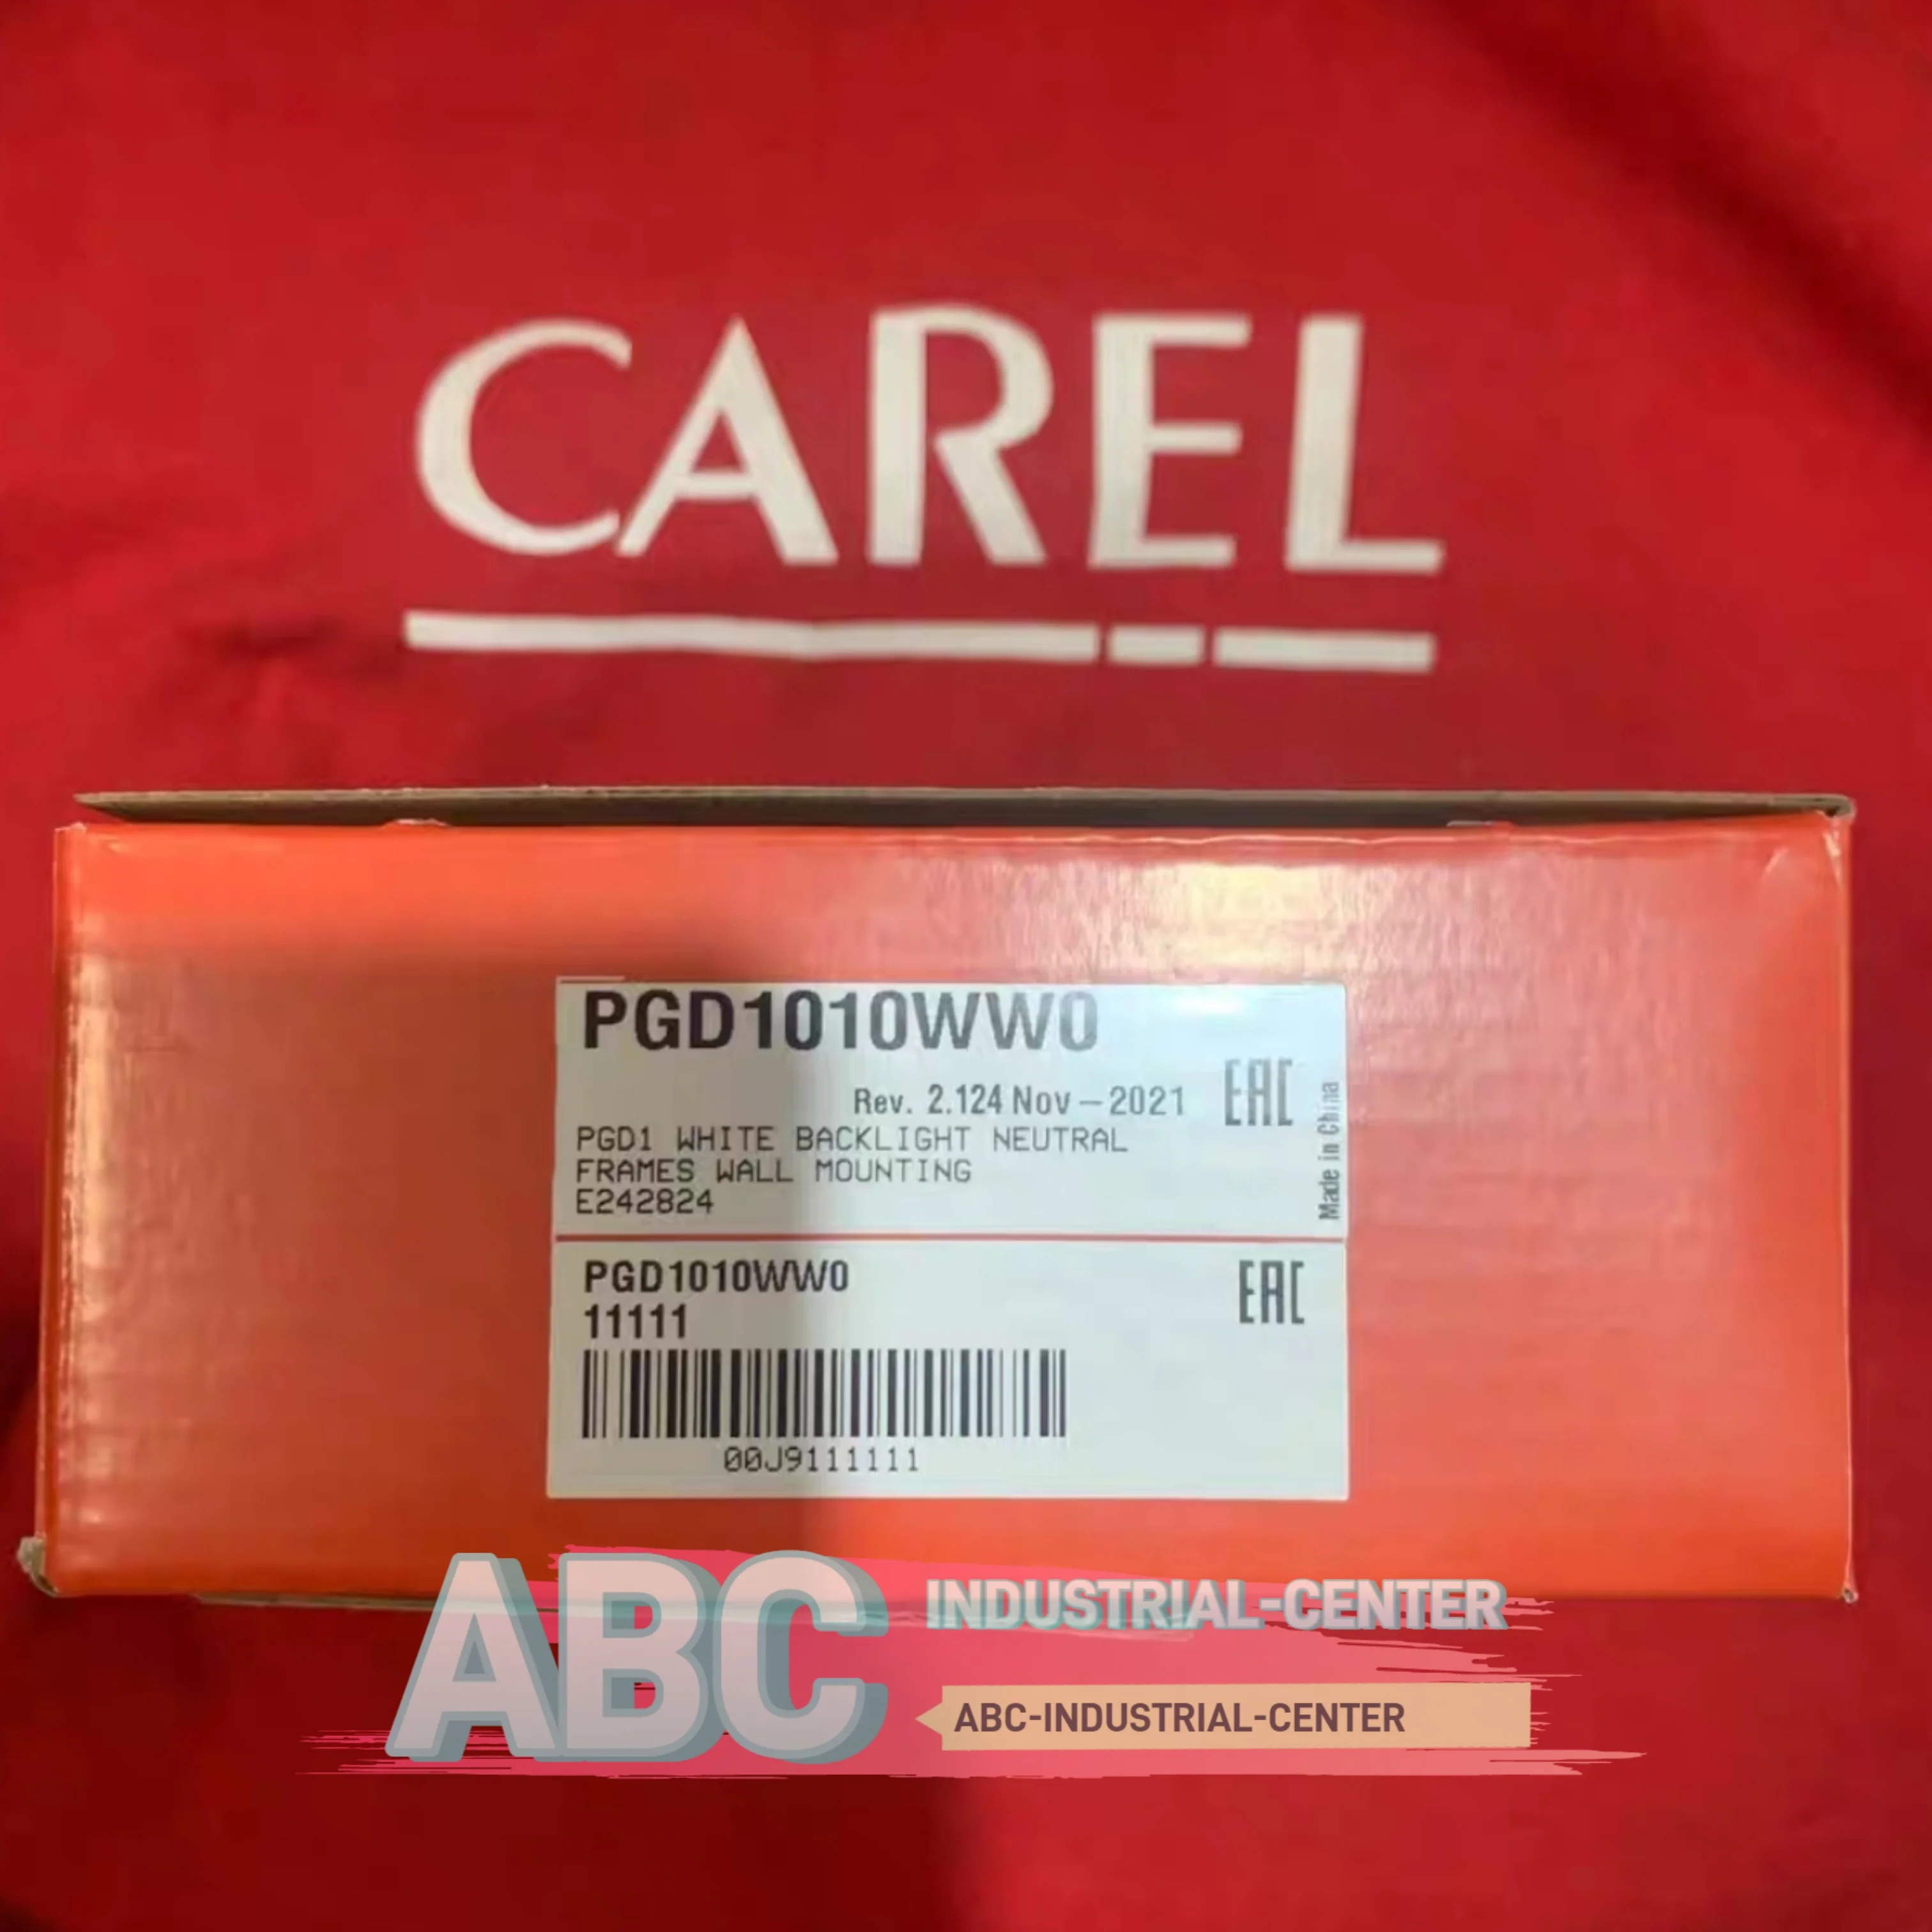 CAREL
PGD1010WW0
Rev. 2.124 Nov-2021
EAC
Made in China
PGD1 WHITE BACKLIGHT NEUTRAL
FRAMES WALL MOUNTING
E242824
PGD1010WW0
EAC
11111
00J9111111
ABC
INDUSTRIAL-CENTER
ABC-INDUSTRIAL-CENTER